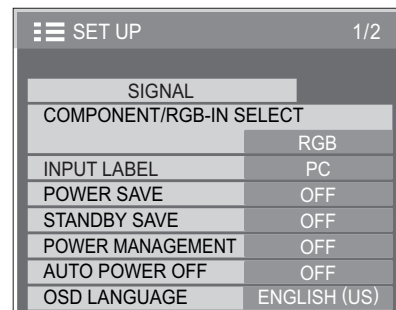 SET UP 1/2
SIGNAL
COMPONENT/RGB-IN SELECT
RGB
INPUT LABEL PC
POWER SAVE OFF
STANDBY SAVE OFF
POWER MANAGEMENT OFF
AUTO POWER OFF OFF
OSD LANGUAGE ENGLISH (US)